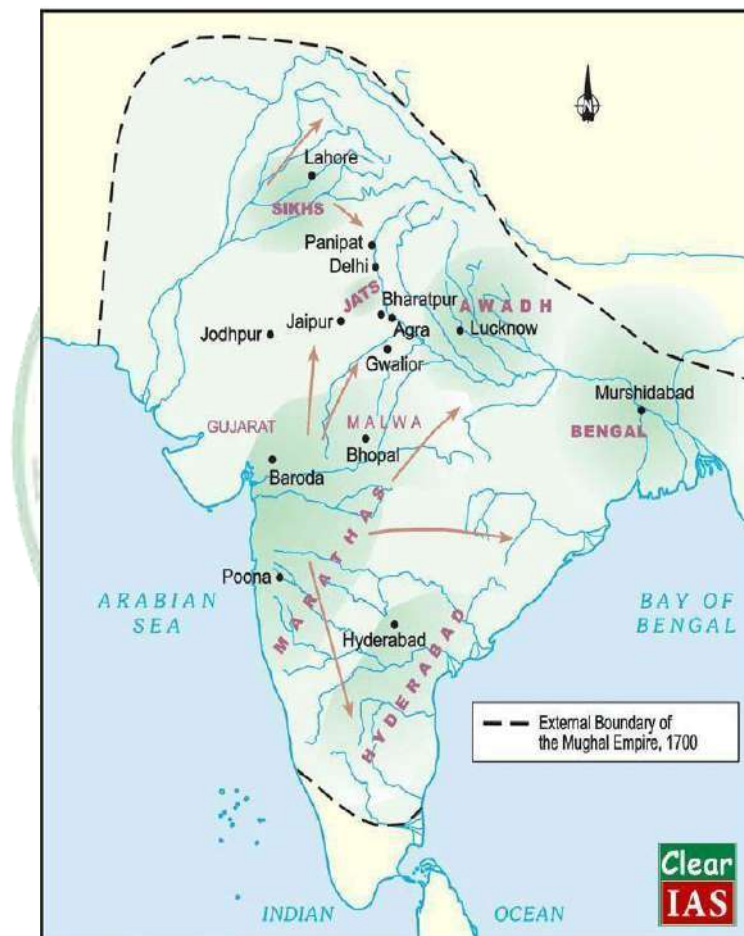 N
Lahore
SIKHS
Panipat
Delhi
JATS
Bharatpur
AWADH
Jodhpur
Jaipur
Agra
Lucknow
Gwalior
Murshidabad
GUJARAT
MALWA
BENGAL
Bhopal
Baroda
MARATHAS
Poona
ARABIAN
SEA
BAY OF
BENGAL
Hyderabad
HYDERABAD
External Boundary of
the Mughal Empire, 1700
Clear
IAS
INDIAN
OCEAN